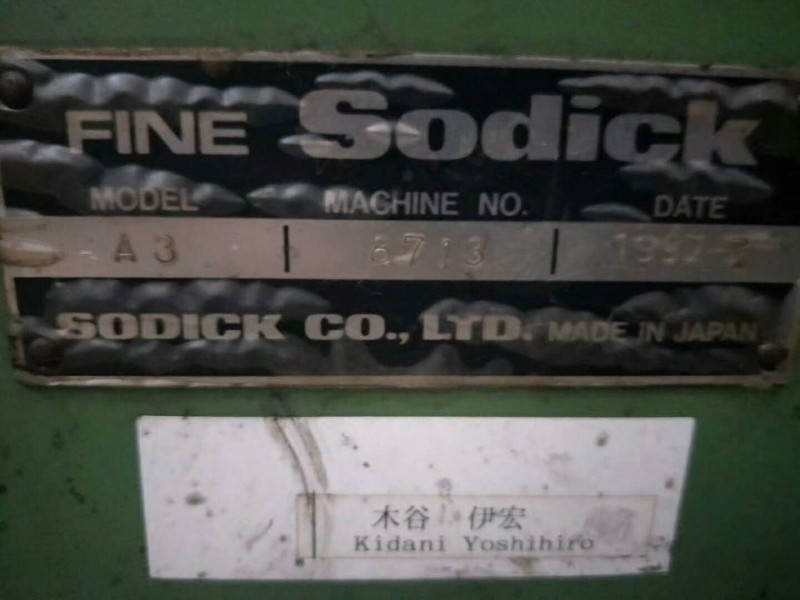 FINE Sodick
MODEL MACHINE NO. DATE
A3 6713
SODICK CO., LTD. MADE IN JAPAN
木谷 伊宏
Kidani Yoshihiro